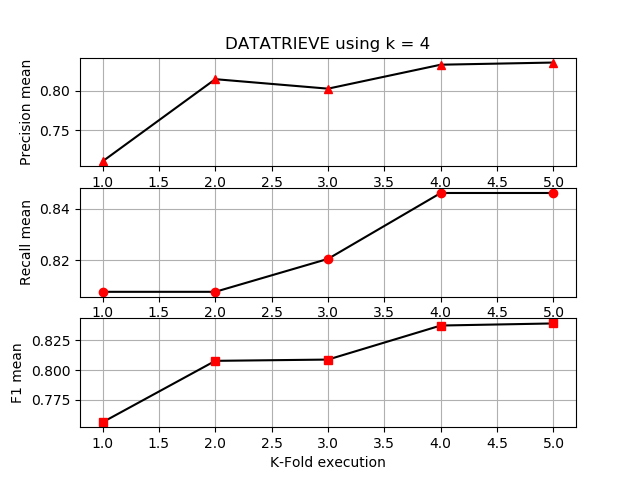 DATATRIEVE using k = 4
Precision mean
0.80
0.75
1.0 1.5 2.0 2.5 3.0 3.5 4.0 4.5 5.0
Recall mean
0.84
0.82
1.0 1.5 2.0 2.5 3.0 3.5 4.0 4.5 5.0
F1 mean
0.825
0.800
0.775
1.0 1.5 2.0 2.5 3.0 3.5 4.0 4.5 5.0
K-Fold execution